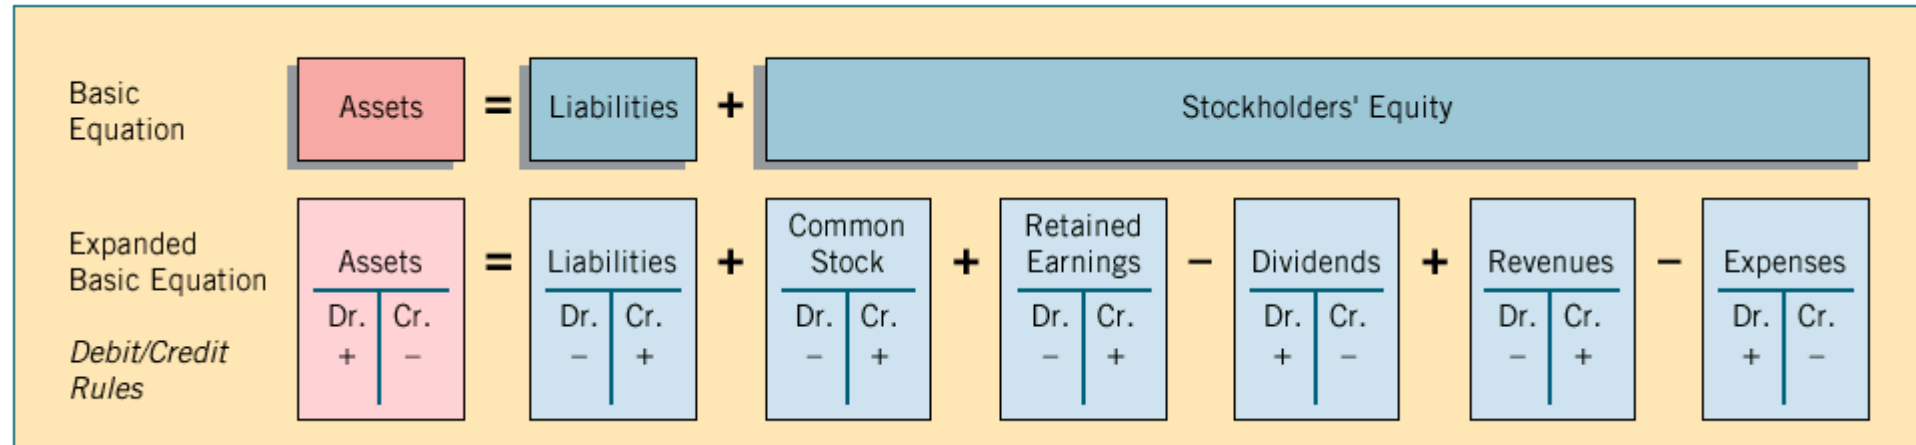 Basic
Equation
Assets = Liabilities + Stockholders' Equity
Expanded
Basic Equation
Assets = Liabilities + Common Stock + Retained Earnings − Dividends + Revenues − Expenses
Debit/Credit
Rules
Dr. Cr. Dr. Cr. Dr. Cr. Dr. Cr. Dr. Cr. Dr. Cr. Dr. Cr.
+ − − + − + − + + − − + + −